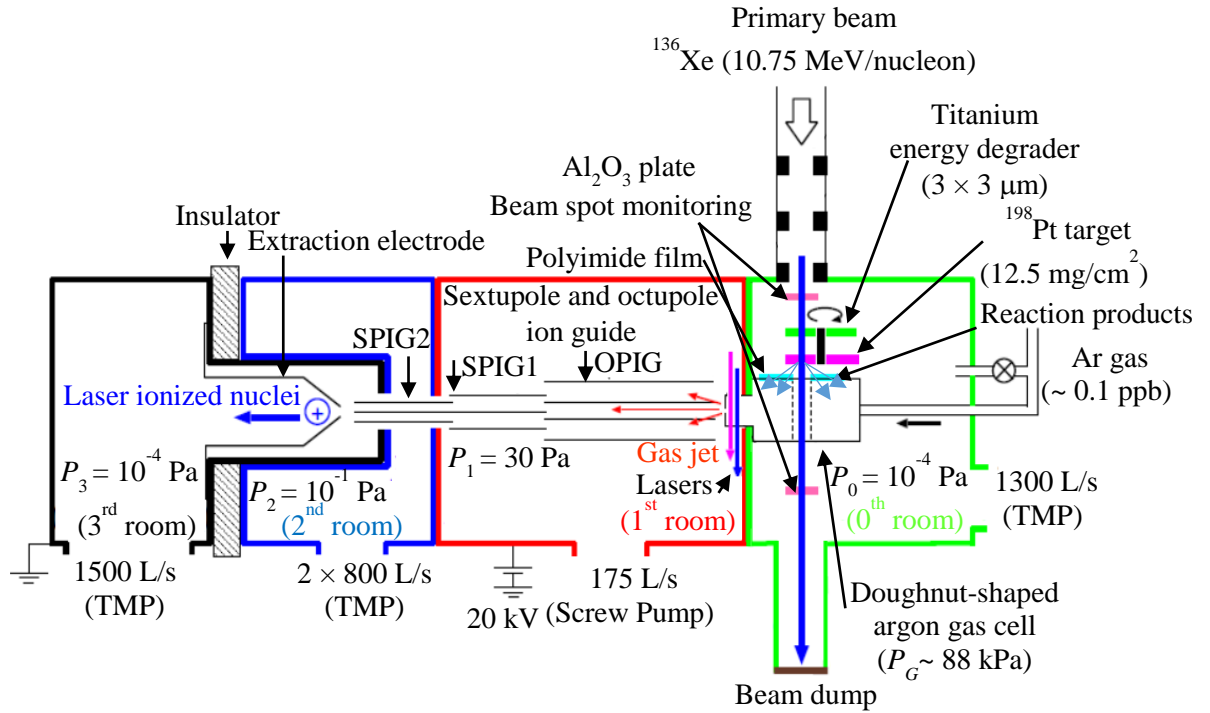 Primary beam
¹³⁶Xe (10.75 MeV/nucleon)
Titanium
energy degrader
(3 × 3 μm)
Al₂O₃ plate
Beam spot monitoring
¹⁹⁸Pt target
(12.5 mg/cm²)
Insulator
Extraction electrode
Polyimide film
Sextupole and octupole
ion guide
Reaction products
SPIG2
SPIG1
OPIG
Ar gas
(~ 0.1 ppb)
Laser ionized nuclei
+
P₁ = 30 Pa
Gas jet
Lasers
P₃ = 10⁻⁴ Pa
(3ʳᵈ room)
P₂ = 10⁻¹ Pa
(2ⁿᵈ room)
(1ˢᵗ room)
P₀ = 10⁻⁴ Pa
(0ᵗʰ room)
1300 L/s
(TMP)
1500 L/s
(TMP)
2 × 800 L/s
(TMP)
20 kV
175 L/s
(Screw Pump)
Doughnut-shaped
argon gas cell
(P_G~ 88 kPa)
Beam dump